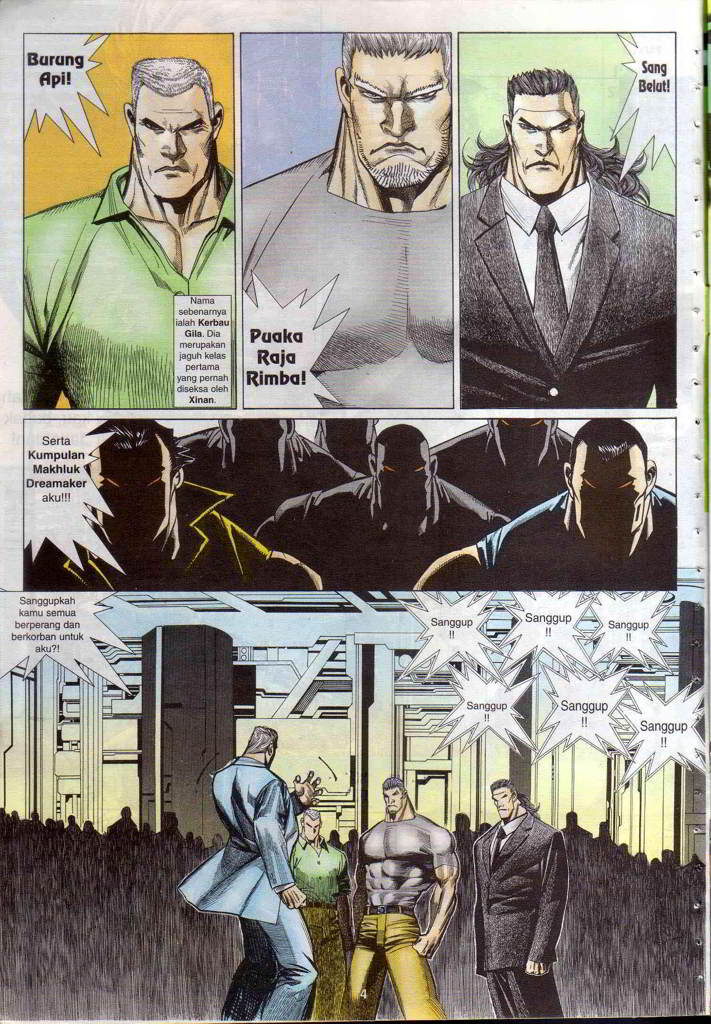 Burung
Api!
Nama
sebenarnya
ialah Kerbau
Gila. Dia
merupakan
jaguh kelas
pertama
yang pernah
diseksa oleh
Xinan.
Puaka
Raja
Rimba!
Sang
Belut!
Serta
Kumpulan
Makhluk
Dreamaker
aku!!!
Sanggupkah
kamu semua
berperang dan
berkorban untuk
aku?!
Sanggup
!!
Sanggup
!!
Sanggup
!!
Sanggup
!!
Sanggup
!!
Sanggup
!!
4